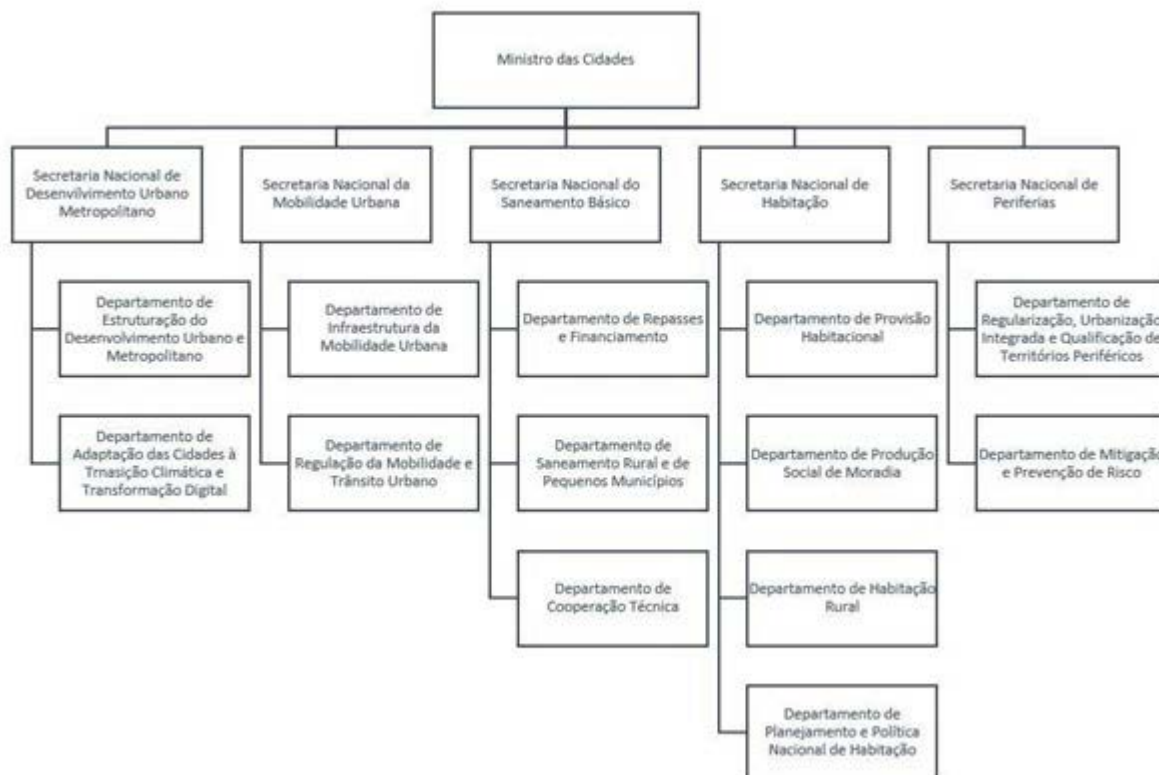 Ministro das Cidades
Secretaria Nacional de
Desenvilvimento Urbano
Metropolitano
Secretaria Nacional da
Mobilidade Urbana
Secretaria Nacional do
Saneamento Básico
Secretaria Nacional de
Habitação
Secretaria Nacional de
Periferias
Departamento de
Estruturação do
Desenvolvimento Urbano e
Metropolitano
Departamento de
Infraestrutura da
Mobilidade Urbana
Departamento de Repasses
e Financiamento
Departamento de Provisão
Habitacional
Departamento de
Regularização, Urbanização
Integrada e Qualificação de
Territórios Periféricos
Departamento de
Adaptação das Cidades à
Trnasição Climática e
Transformação Digital
Departamento de
Regulação da Mobilidade e
Trânsito Urbano
Departamento de
Saneamento Rural e de
Pequenos Municípios
Departamento de Produção
Social de Moradia
Departamento de Mitigação
e Prevenção de Risco
Departamento de
Cooperação Técnica
Departamento de Habitação
Rural
Departamento de
Planejamento e Política
Nacional de Habitação